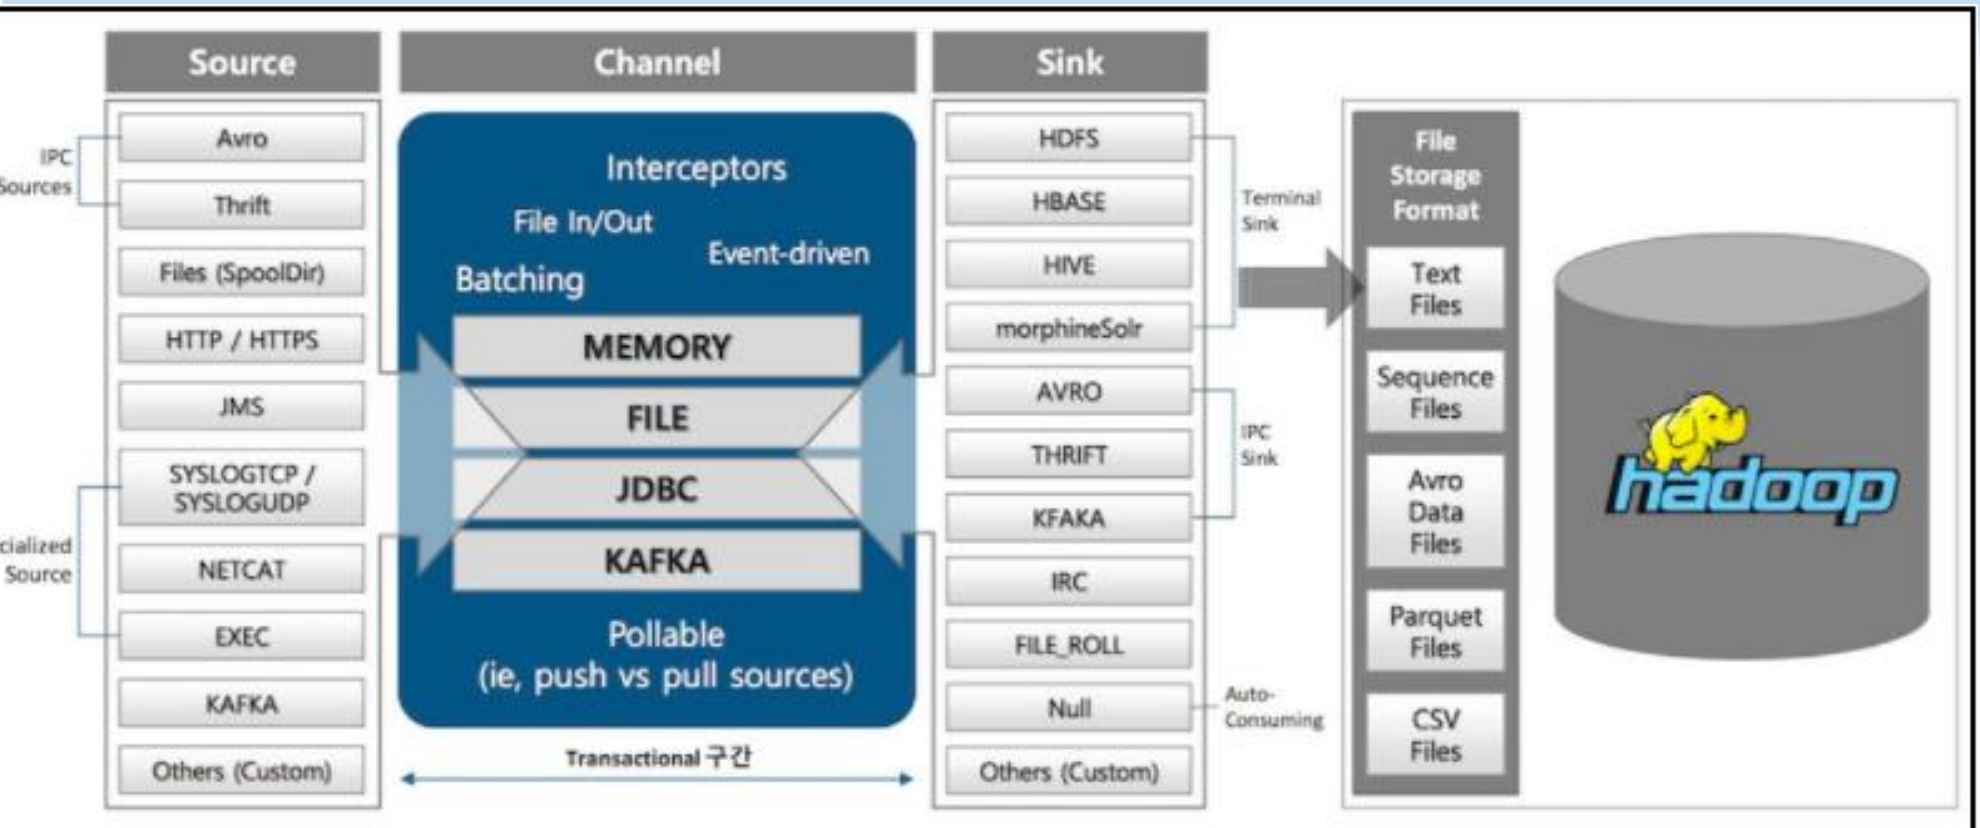 Source
Channel
Sink
IPC
Sources
Avro
Thrift
Files (SpoolDir)
HTTP / HTTPS
JMS
SYSLOGTCP /
SYSLOGUDP
cialized
Source
NETCAT
EXEC
KAFKA
Others (Custom)
Interceptors
File In/Out
Event-driven
Batching
MEMORY
FILE
JDBC
KAFKA
Pollable
(ie, push vs pull sources)
Transactional 구간
HDFS
HBASE
HIVE
morphineSolr
AVRO
THRIFT
KFAKA
IRC
FILE_ROLL
Null
Others (Custom)
Terminal
Sink
IPC
Sink
Auto-
Consuming
File
Storage
Format
Text
Files
Sequence
Files
Avro
Data
Files
Parquet
Files
CSV
Files
hadoop